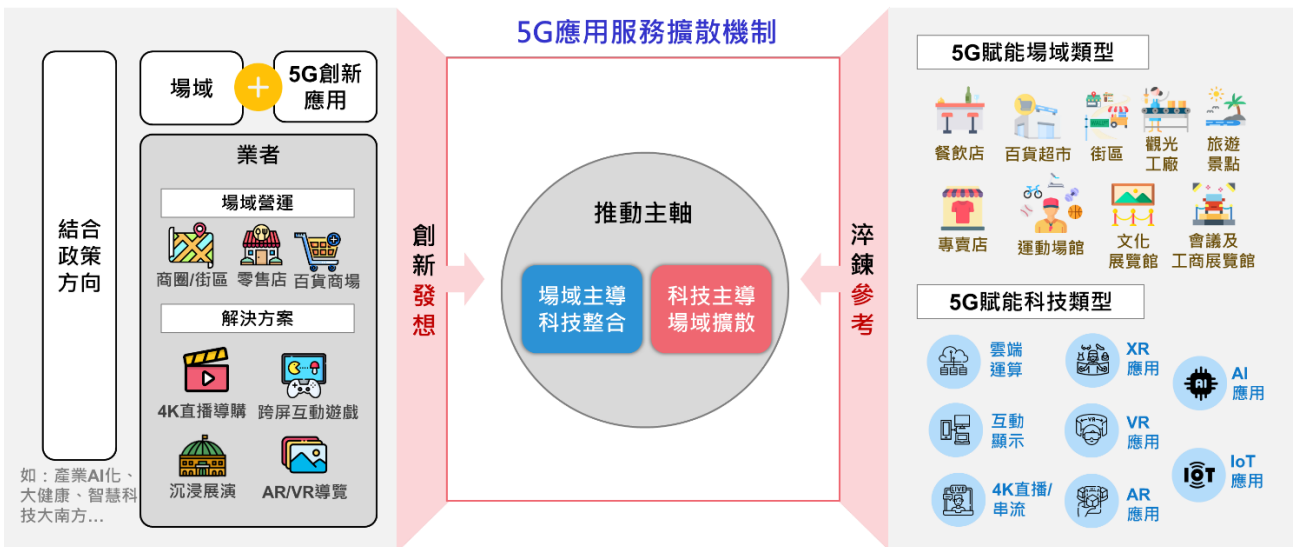 5G應用服務擴散機制
結合
政策
方向
如：產業AI化、
大健康、智慧科
技大南方...
場域
+
5G創新
應用
業者
場域營運
商圈/街區
零售店
百貨商場
解決方案
4K直播導購
跨屏互動遊戲
沉浸展演
AR/VR導覽
創
新
發
想
推動主軸
場域主導
科技整合
科技主導
場域擴散
淬
鍊
參
考
5G賦能場域類型
餐飲店
百貨超市
街區
觀光
工廠
旅遊
景點
專賣店
運動場館
文化
展覽館
會議及
工商展覽館
5G賦能科技類型
雲端
運算
XR
應用
AI
AI
應用
互動
顯示
VR
VR
應用
IOT
IoT
應用
LIVE
4K直播/
串流
AR
應用